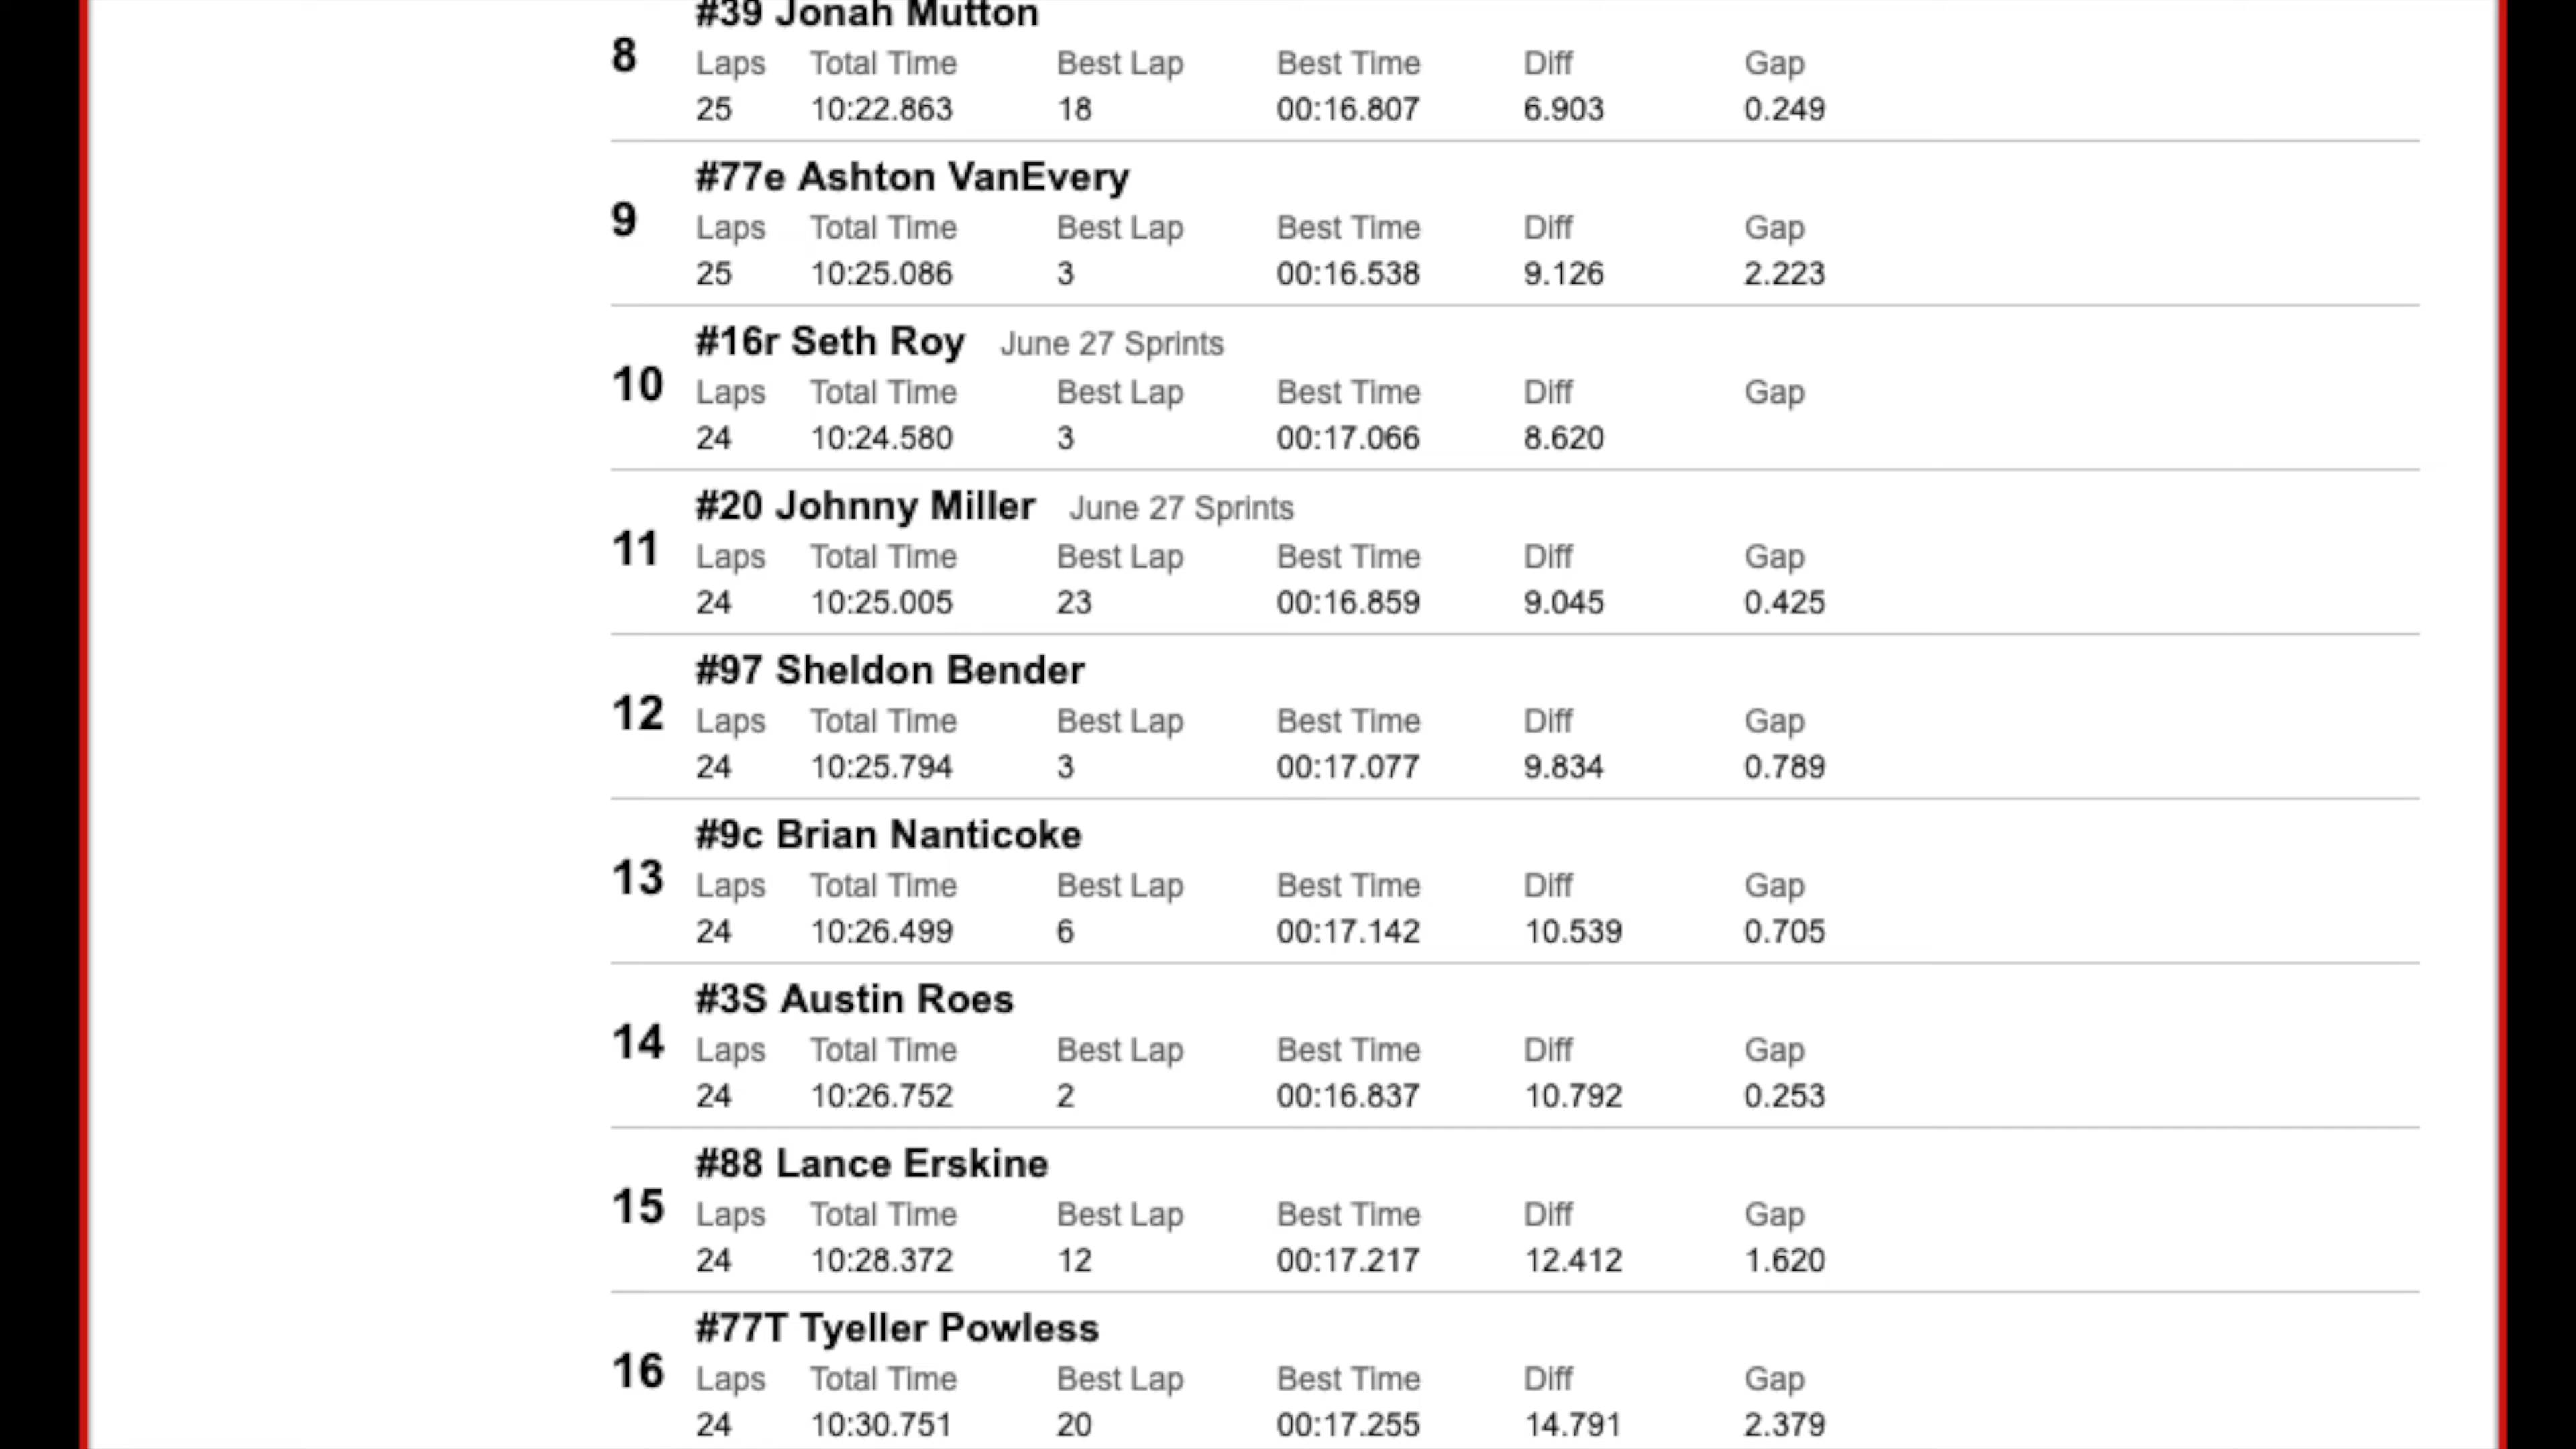 #39 Jonah Mutton
8
Laps Total Time Best Lap Best Time Diff Gap
25 10:22.863 18 00:16.807 6.903 0.249
#77e Ashton VanEvery
9
Laps Total Time Best Lap Best Time Diff Gap
25 10:25.086 3 00:16.538 9.126 2.223
#16r Seth Roy June 27 Sprints
10
Laps Total Time Best Lap Best Time Diff Gap
24 10:24.580 3 00:17.066 8.620
#20 Johnny Miller June 27 Sprints
11
Laps Total Time Best Lap Best Time Diff Gap
24 10:25.005 23 00:16.859 9.045 0.425
#97 Sheldon Bender
12
Laps Total Time Best Lap Best Time Diff Gap
24 10:25.794 3 00:17.077 9.834 0.789
#9c Brian Nanticoke
13
Laps Total Time Best Lap Best Time Diff Gap
24 10:26.499 6 00:17.142 10.539 0.705
#3S Austin Roes
14
Laps Total Time Best Lap Best Time Diff Gap
24 10:26.752 2 00:16.837 10.792 0.253
#88 Lance Erskine
15
Laps Total Time Best Lap Best Time Diff Gap
24 10:28.372 12 00:17.217 12.412 1.620
#77T Tyeller Powless
16
Laps Total Time Best Lap Best Time Diff Gap
24 10:30.751 20 00:17.255 14.791 2.379